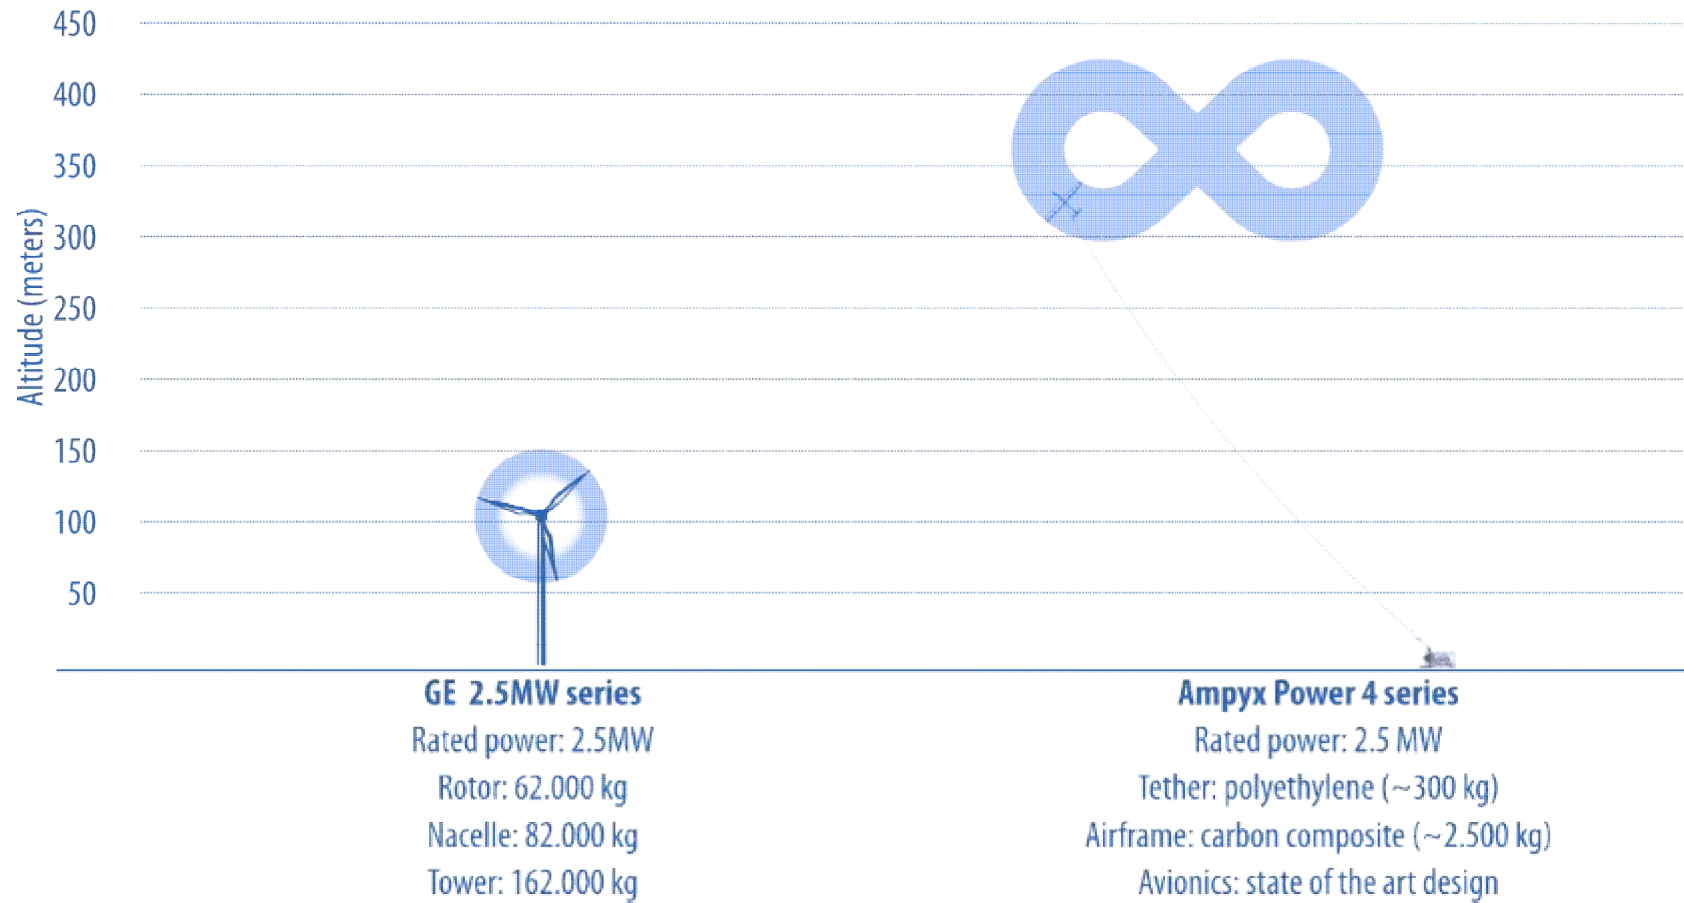 450
400
350
300
250
200
150
100
50
Altitude (meters)
GE 2.5MW series
Rated power: 2.5MW
Rotor: 62.000 kg
Nacelle: 82.000 kg
Tower: 162.000 kg
Ampyx Power 4 series
Rated power: 2.5 MW
Tether: polyethylene (~300 kg)
Airframe: carbon composite (~2.500 kg)
Avionics: state of the art design